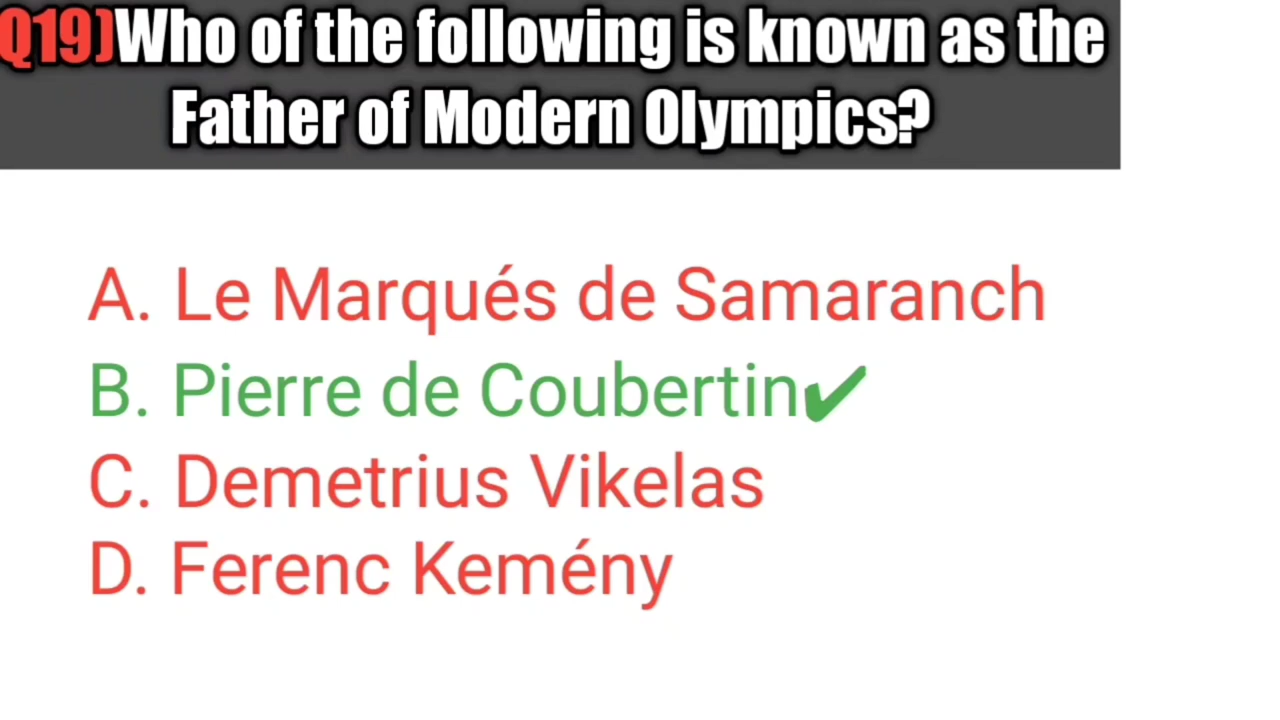 Q19)Who of the following is known as the
Father of Modern Olympics?
A. Le Marqués de Samaranch
B. Pierre de Coubertin✔
C. Demetrius Vikelas
D. Ferenc Kemény